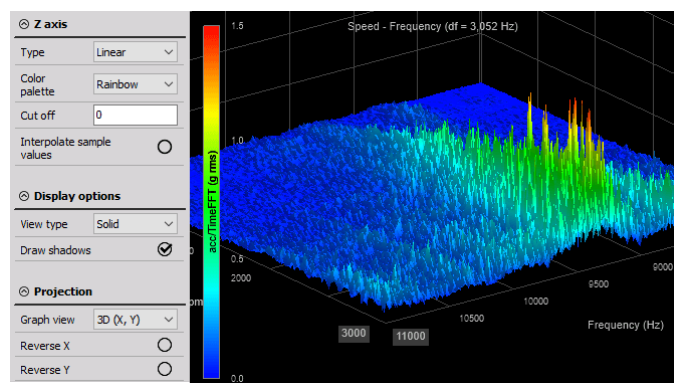 Z axis
Type Linear
Color palette Rainbow
Cut off 0
Interpolate sample values
Display options
View type Solid
Draw shadows
Projection
Graph view 3D (X, Y)
Reverse X
Reverse Y
Speed - Frequency (df = 3,052 Hz)
1.5
1.0
acc/TimeFFT (g rms)
0.5
0.0
2000
3000
11000
10500
10000
9500
9000
Frequency (Hz)